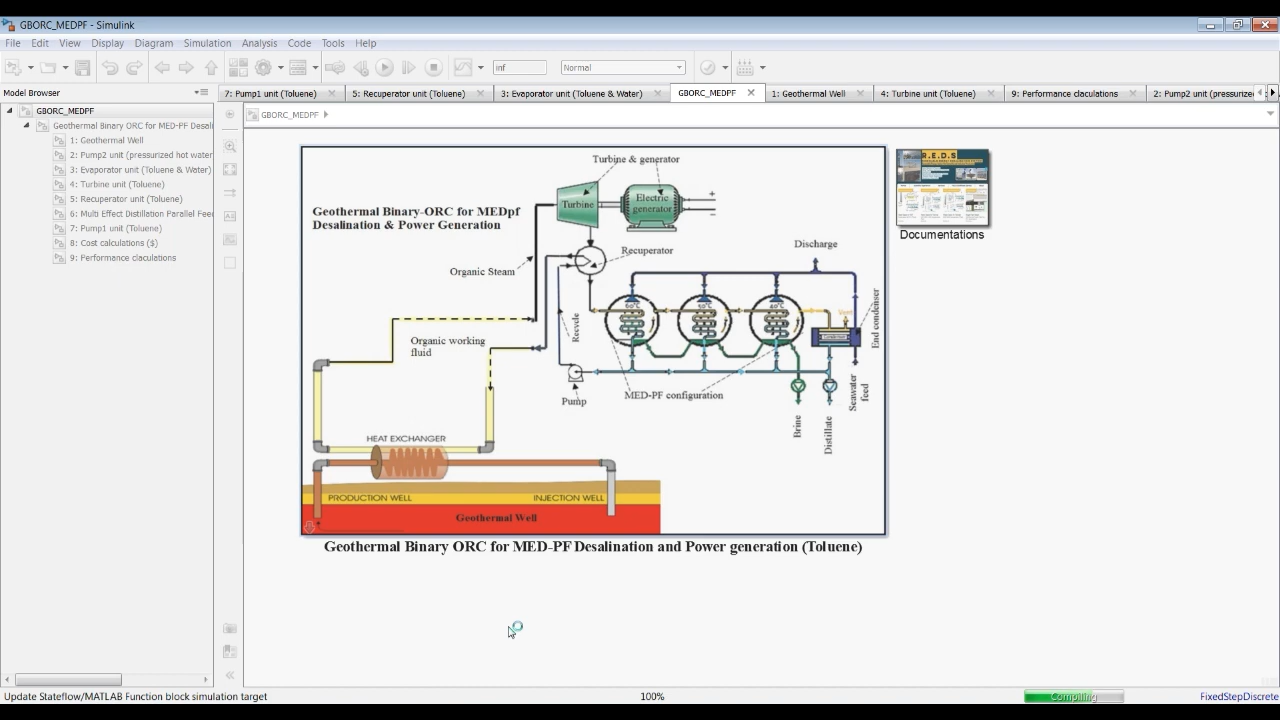 GBORC_MEDPF - Simulink
File Edit View Display Diagram Simulation Analysis Code Tools Help
inf Normal
Model Browser
7: Pump1 unit (Toluene) 5: Recuperator unit (Toluene) 3: Evaporator unit (Toluene & Water) GBORC_MEDPF 1: Geothermal Well 4: Turbine unit (Toluene) 9: Performance claculations 2: Pump2 unit (pressurize
GBORC_MEDPF
GBORC_MEDPF
Geothermal Binary ORC for MED-PF Desali
1: Geothermal Well
2: Pump2 unit (pressurized hot water
3: Evaporator unit (Toluene & Water)
4: Turbine unit (Toluene)
5: Recuperator unit (Toluene)
6: Multi Effect Distillation Parallel Fee
7: Pump1 unit (Toluene)
8: Cost calculations ($)
9: Performance claculations
Turbine & generator
Turbine
Electric
generator
Geothermal Binary-ORC for MEDpf
Desalination & Power Generation
Recuperator
Organic Steam
Discharge
Recycle
End condenser
Organic working
fluid
Pump
MED-PF configuration
Seawater
feed
Brine
Distillate
HEAT EXCHANGER
PRODUCTION WELL
INJECTION WELL
Geothermal Well
R.E.D.S
Documentations
Geothermal Binary ORC for MED-PF Desalination and Power generation (Toluene)
Update Stateflow/MATLAB Function block simulation target
100%
Compiling
FixedStepDiscrete